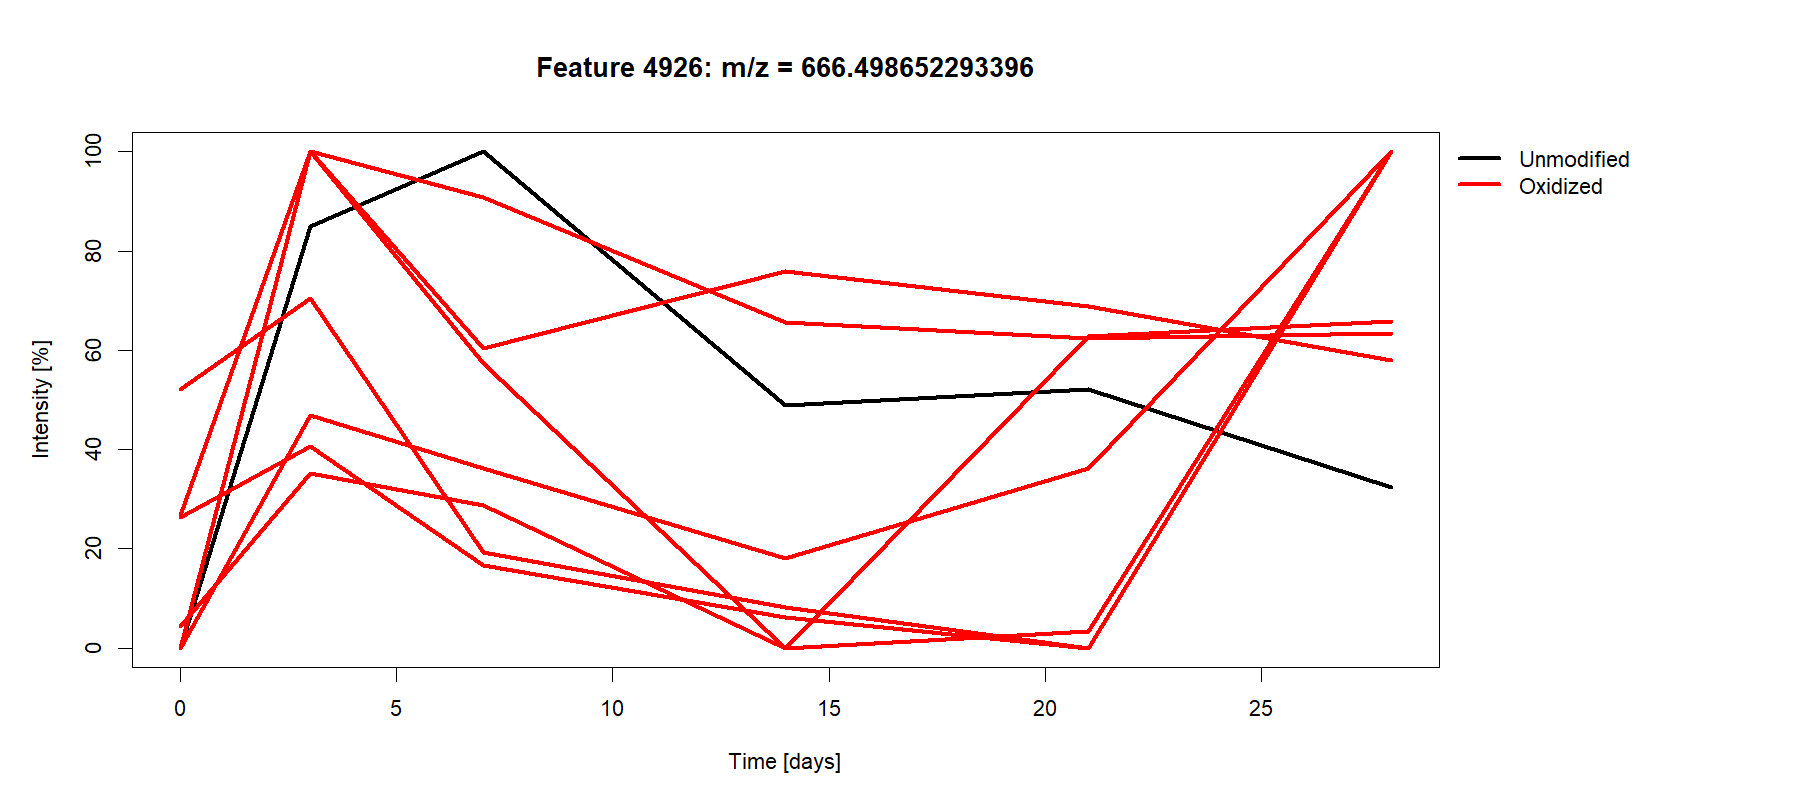 Feature 4926: m/z = 666.498652293396
Unmodified
Oxidized
Intensity [%]
100
80
60
40
20
0
0 5 10 15 20 25
Time [days]